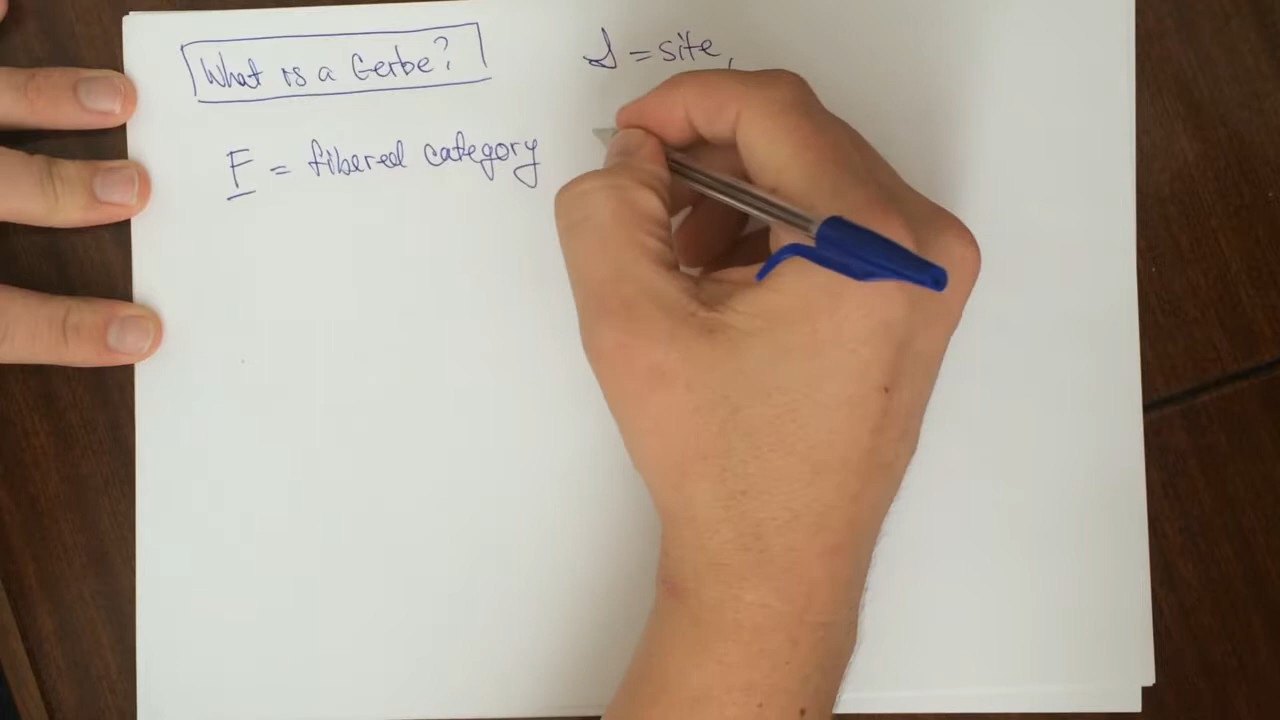 What is a Gerbe?
S = site,
F = fibered category